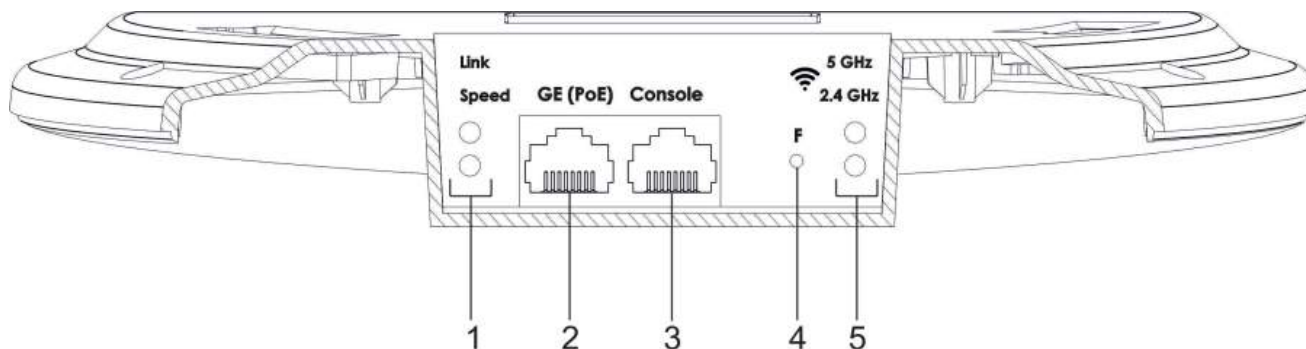 Link
5 GHz
Speed
GE (PoE)
Console
2.4 GHz
F
1
2
3
4
5